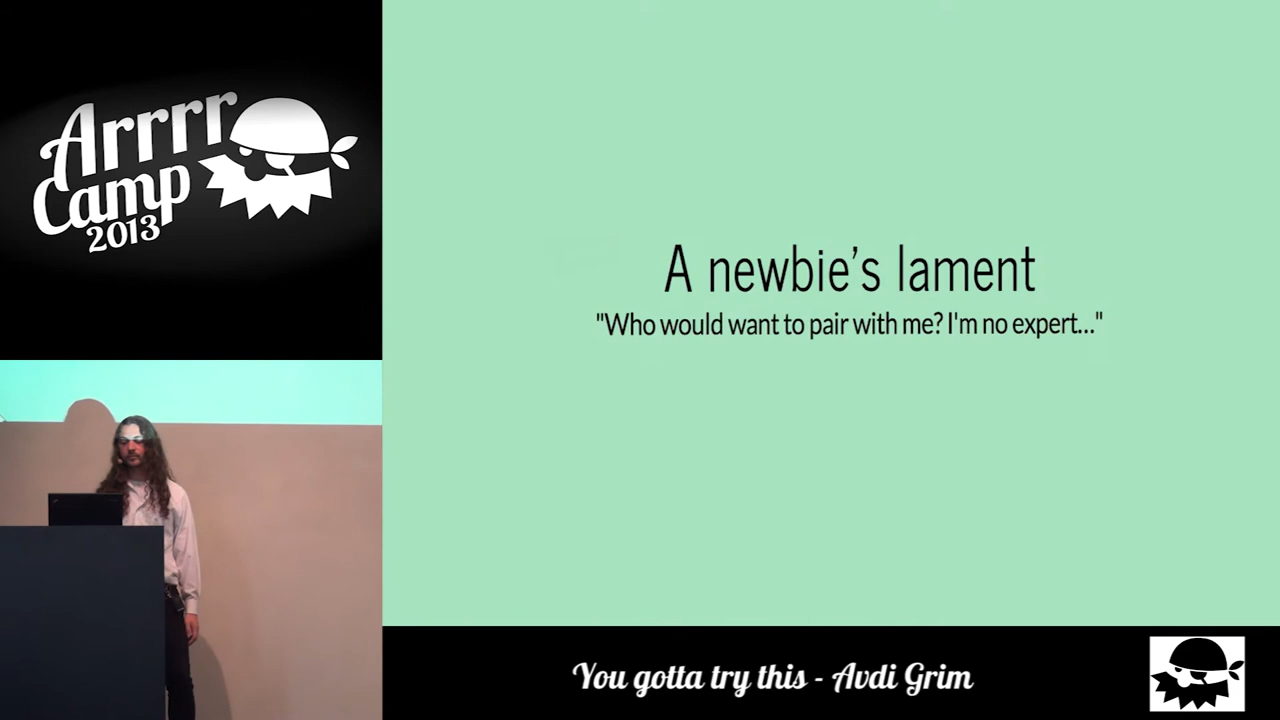 Arrrr
Camp
2013
A newbie's lament
"Who would want to pair with me? I'm no expert..."
You gotta try this - Avdi Grim